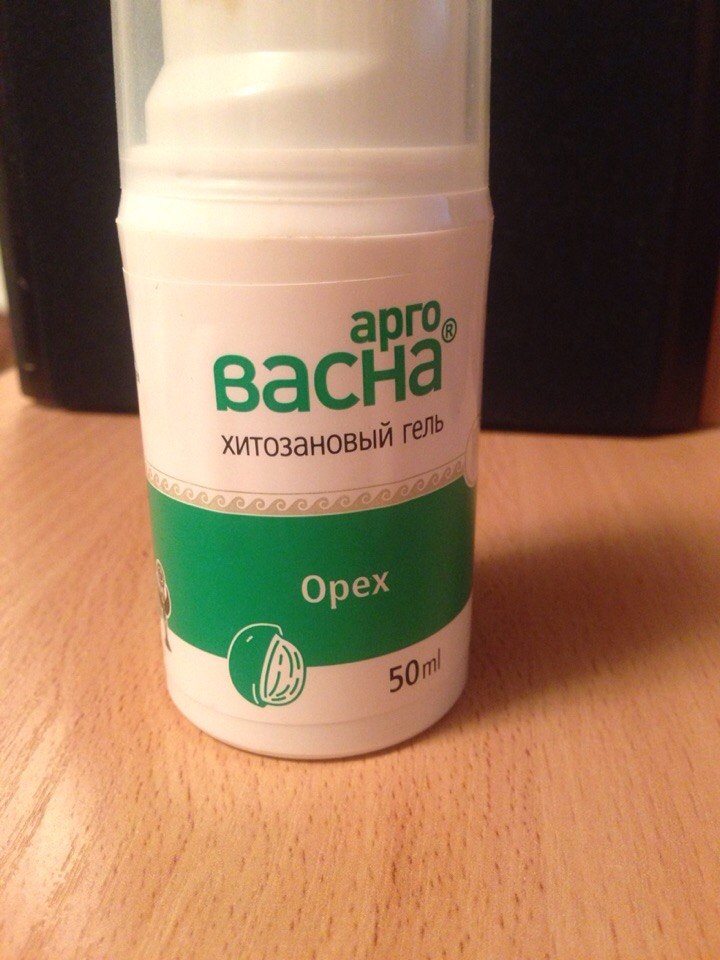 арго
васна®
хитозановый гель
Орех
50ml